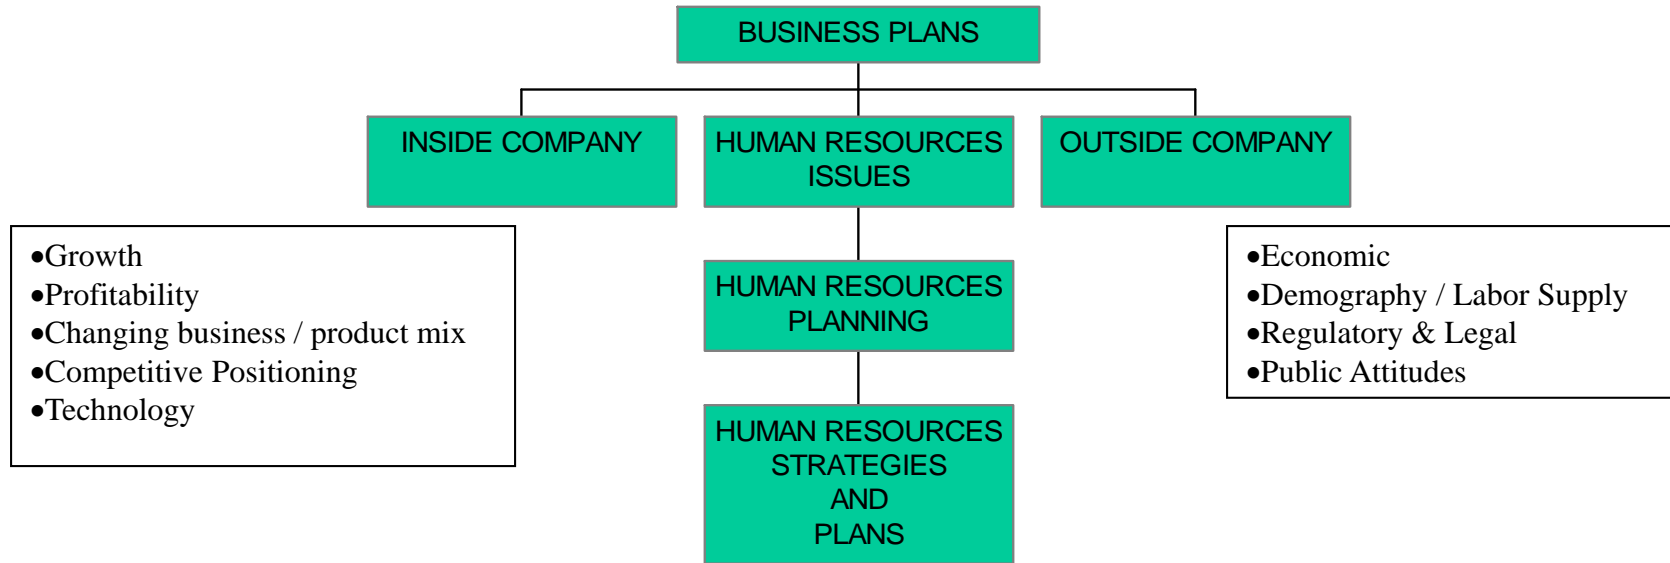 BUSINESS PLANS
INSIDE COMPANY
HUMAN RESOURCES
ISSUES
OUTSIDE COMPANY
•Growth
•Profitability
•Changing business / product mix
•Competitive Positioning
•Technology
HUMAN RESOURCES
PLANNING
•Economic
•Demography / Labor Supply
•Regulatory & Legal
•Public Attitudes
HUMAN RESOURCES
STRATEGIES
AND
PLANS